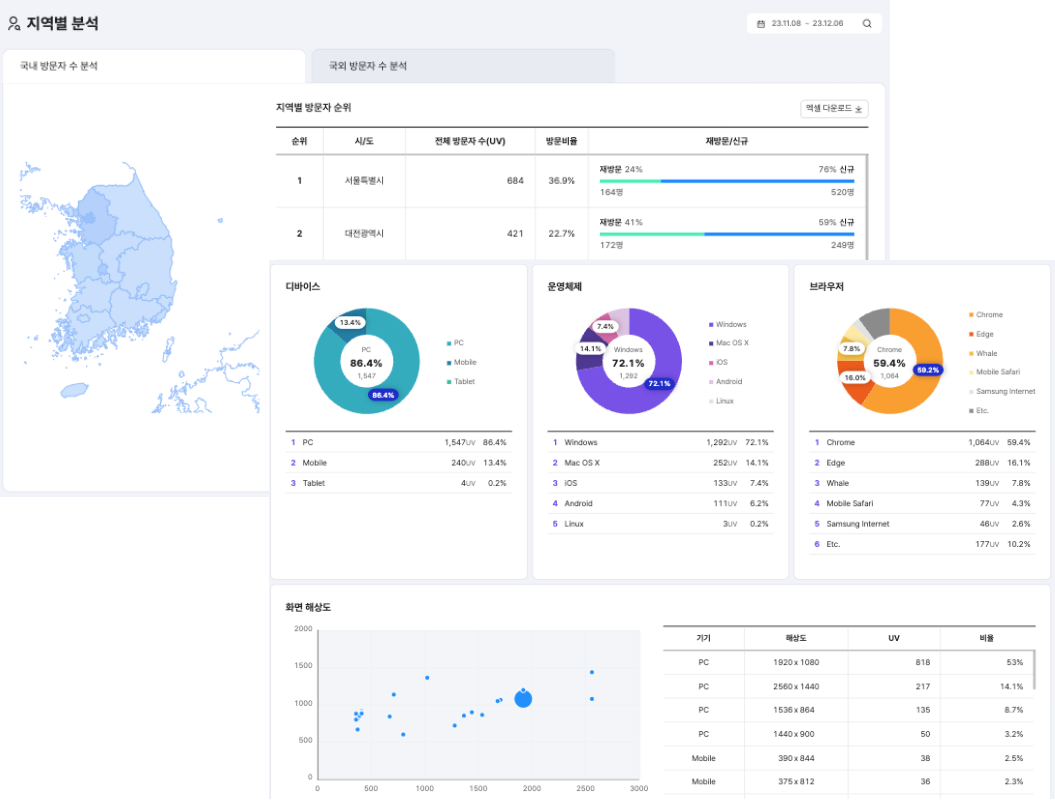 지역별 분석
23.11.08 ~ 23.12.06
국내 방문자 수 분석
국외 방문자 수 분석
지역별 방문자 순위
엑셀 다운로드
순위 시/도 전체 방문자 수(UV) 방문비율 재방문/신규
1 서울특별시 684 36.9% 재방문 24% 76% 신규
164명 520명
2 대전광역시 421 22.7% 재방문 41% 59% 신규
172명 249명
디바이스
13.4%
PC
86.4%
1,547
86.4%
PC
Mobile
Tablet
1 PC 1,547UV 86.4%
2 Mobile 240UV 13.4%
3 Tablet 4UV 0.2%
운영체제
7.4%
14.1%
Windows
72.1%
1,292
72.1%
Windows
Mac OS X
iOS
Android
Linux
1 Windows 1,292UV 72.1%
2 Mac OS X 252UV 14.1%
3 iOS 133UV 7.4%
4 Android 111UV 6.2%
5 Linux 3UV 0.2%
브라우저
7.8%
16.0%
Chrome
59.4%
1,064
59.2%
Chrome
Edge
Whale
Mobile Safari
Samsung Internet
Etc.
1 Chrome 1,064UV 59.4%
2 Edge 288UV 16.1%
3 Whale 139UV 7.8%
4 Mobile Safari 77UV 4.3%
5 Samsung Internet 46UV 2.6%
6 Etc. 177UV 10.2%
화면 해상도
2000
1500
1000
500
0
0 500 1000 1500 2000 2500 3000
기기 해상도 UV 비율
PC 1920 x 1080 818 53%
PC 2560 x 1440 217 14.1%
PC 1536 x 864 135 8.7%
PC 1440 x 900 50 3.2%
Mobile 390 x 844 38 2.5%
Mobile 375 x 812 36 2.3%